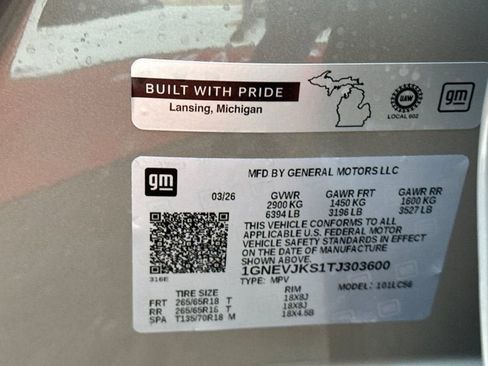 BUILT WITH PRIDE
Lansing, Michigan
UAW
LOCAL 602
gm
gm
MFD BY GENERAL MOTORS LLC
03/26 GVWR GAWR FRT GAWR RR
2900 KG 1450 KG 1600 KG
6394 LB 3196 LB 3527 LB
THIS VEHICLE CONFORMS TO ALL
APPLICABLE U.S. FEDERAL MOTOR
VEHICLE SAFETY STANDARDS IN EFFECT
ON THE DATE OF MANUFACTURE SHOWN ABOVE.
1GNEVJKS1TJ303600
316E
TYPE: MPV MODEL: 101LC56
TIRE SIZE RIM
FRT 265/65R18 T 18X8J
RR 265/65R18 T 18X8J
SPA T135/70R18 M 18X4.5B